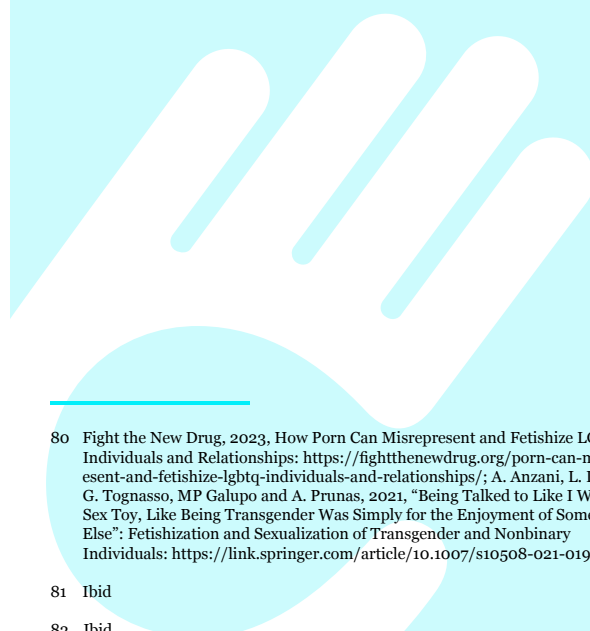 80 Fight the New Drug, 2023, How Porn Can Misrepresent and Fetishize
Individuals and Relationships: https://fightthenewdrug.org/porn-can-
esent-and-fetishize-lgbtq-individuals-and-relationships/; A. Anzani, L.
G. Tognasso, MP Galupo and A. Prunas, 2021, “Being Talked to Like I
Sex Toy, Like Being Transgender Was Simply for the Enjoyment of
Else”: Fetishization and Sexualization of Transgender and Nonbinary
Individuals: https://link.springer.com/article/10.1007/s10508-021-019
81 Ibid
82 Ibid